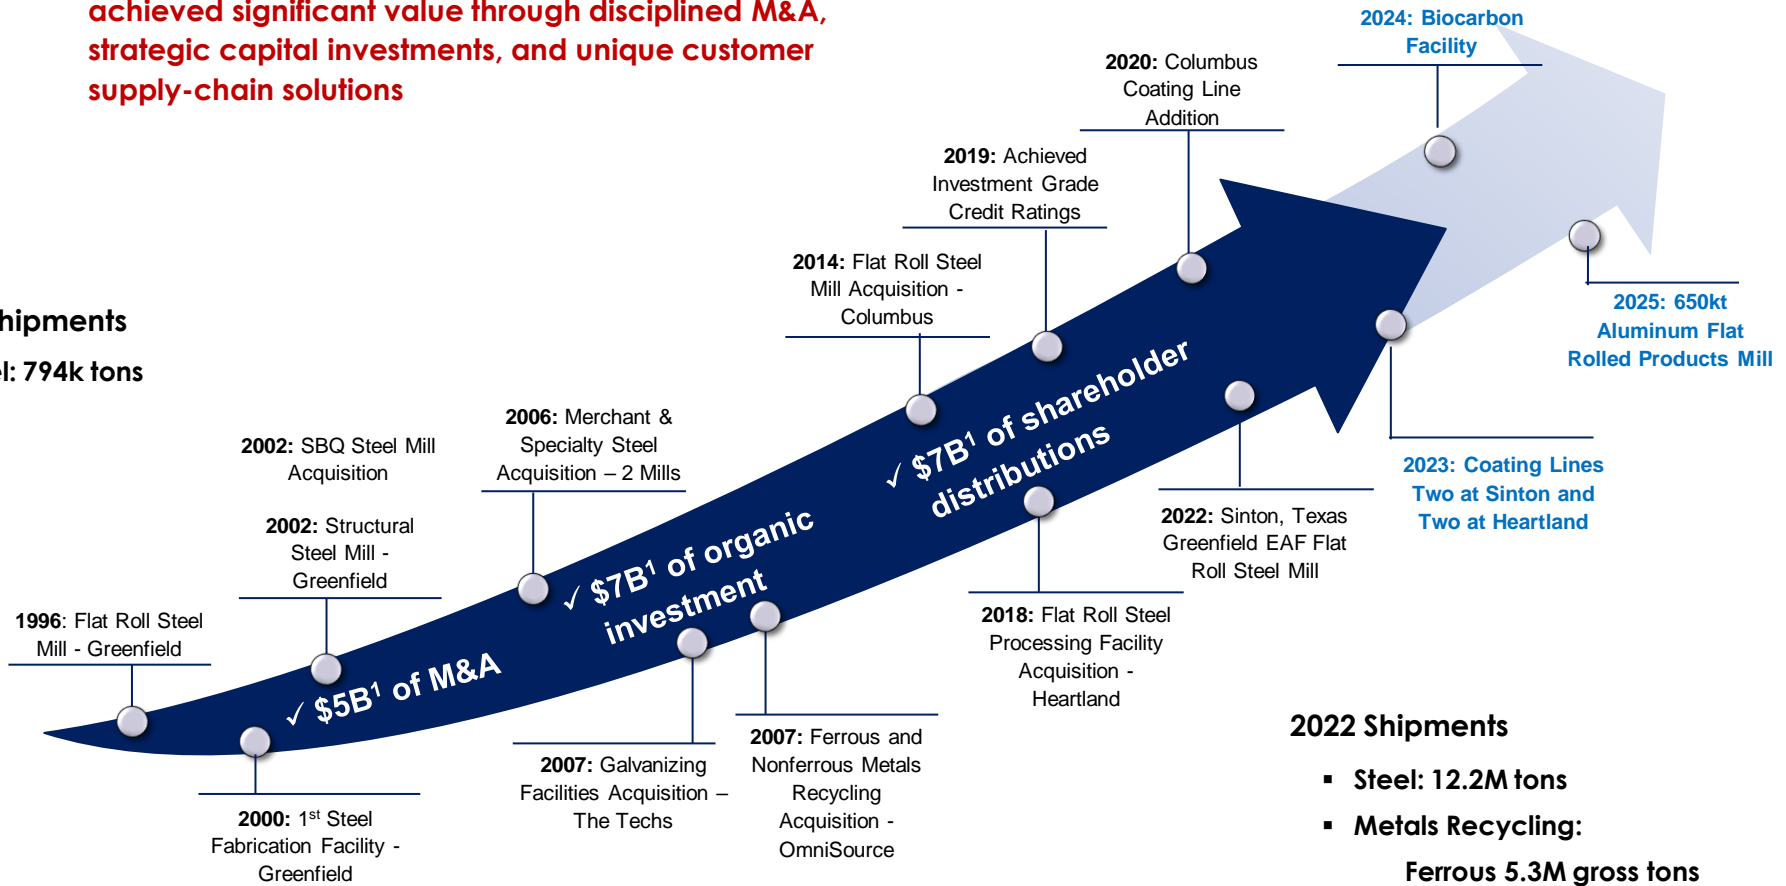 achieved significant value through disciplined M&A,
strategic capital investments, and unique customer
supply-chain solutions
2024: Biocarbon
Facility
2020: Columbus
Coating Line
Addition
2019: Achieved
Investment Grade
Credit Ratings
2014: Flat Roll Steel
Mill Acquisition -
Columbus
2025: 650kt
Aluminum Flat
Rolled Products Mill
794k tons
2006: Merchant &
Specialty Steel
Acquisition – 2 Mills
2002: SBQ Steel Mill
Acquisition
2002: Structural
Steel Mill -
Greenfield
1996: Flat Roll Steel
Mill - Greenfield
✓ $5B¹ of M&A
✓ $7B¹ of organic
investment
✓ $7B¹ of shareholder
distributions
2023: Coating Lines
Two at Sinton and
Two at Heartland
2022: Sinton, Texas
Greenfield EAF Flat
Roll Steel Mill
2018: Flat Roll Steel
Processing Facility
Acquisition -
Heartland
2007: Ferrous and
Nonferrous Metals
Recycling
Acquisition -
OmniSource
2007: Galvanizing
Facilities Acquisition –
The Techs
2000: 1st Steel
Fabrication Facility -
Greenfield
2022 Shipments
▪ Steel: 12.2M tons
▪ Metals Recycling:
Ferrous 5.3M gross tons